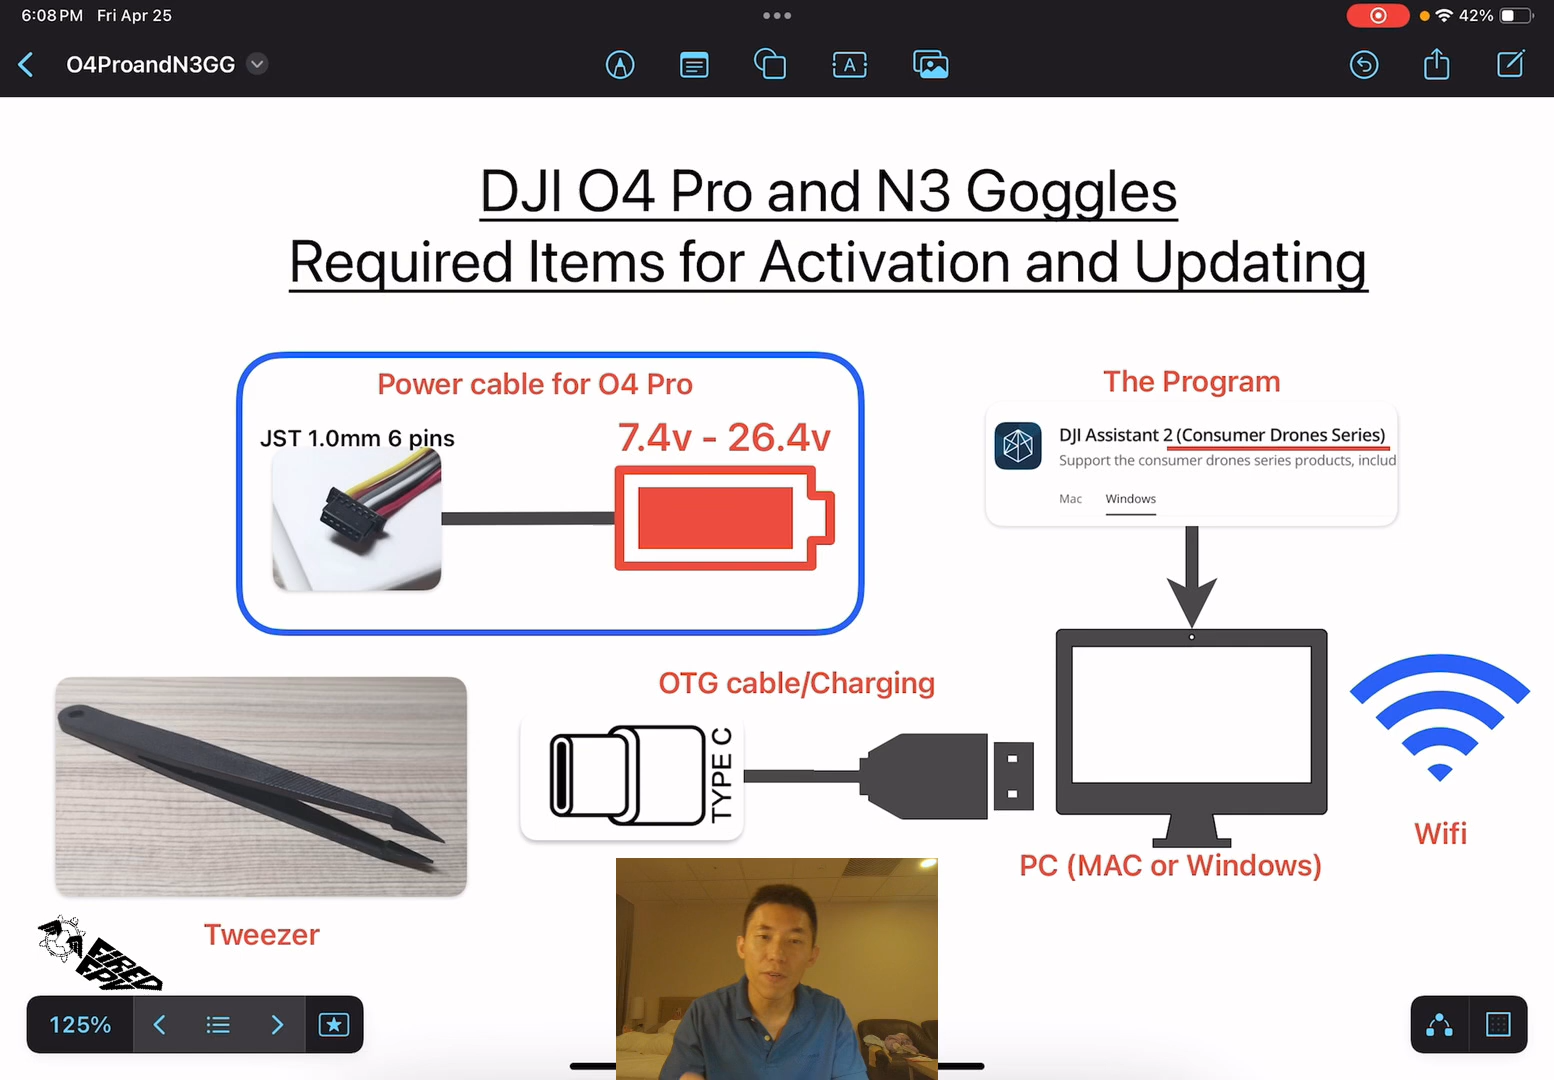 6:08 PM Fri Apr 25
42%
O4ProandN3GG
DJI O4 Pro and N3 Goggles
Required Items for Activation and Updating
Power cable for O4 Pro
JST 1.0mm 6 pins
7.4v - 26.4v
The Program
DJI Assistant 2 (Consumer Drones Series)
Support the consumer drones series products, includ
Mac Windows
OTG cable/Charging
TYPE C
PC (MAC or Windows)
Wifi
Tweezer
FIRED
FPV
125%